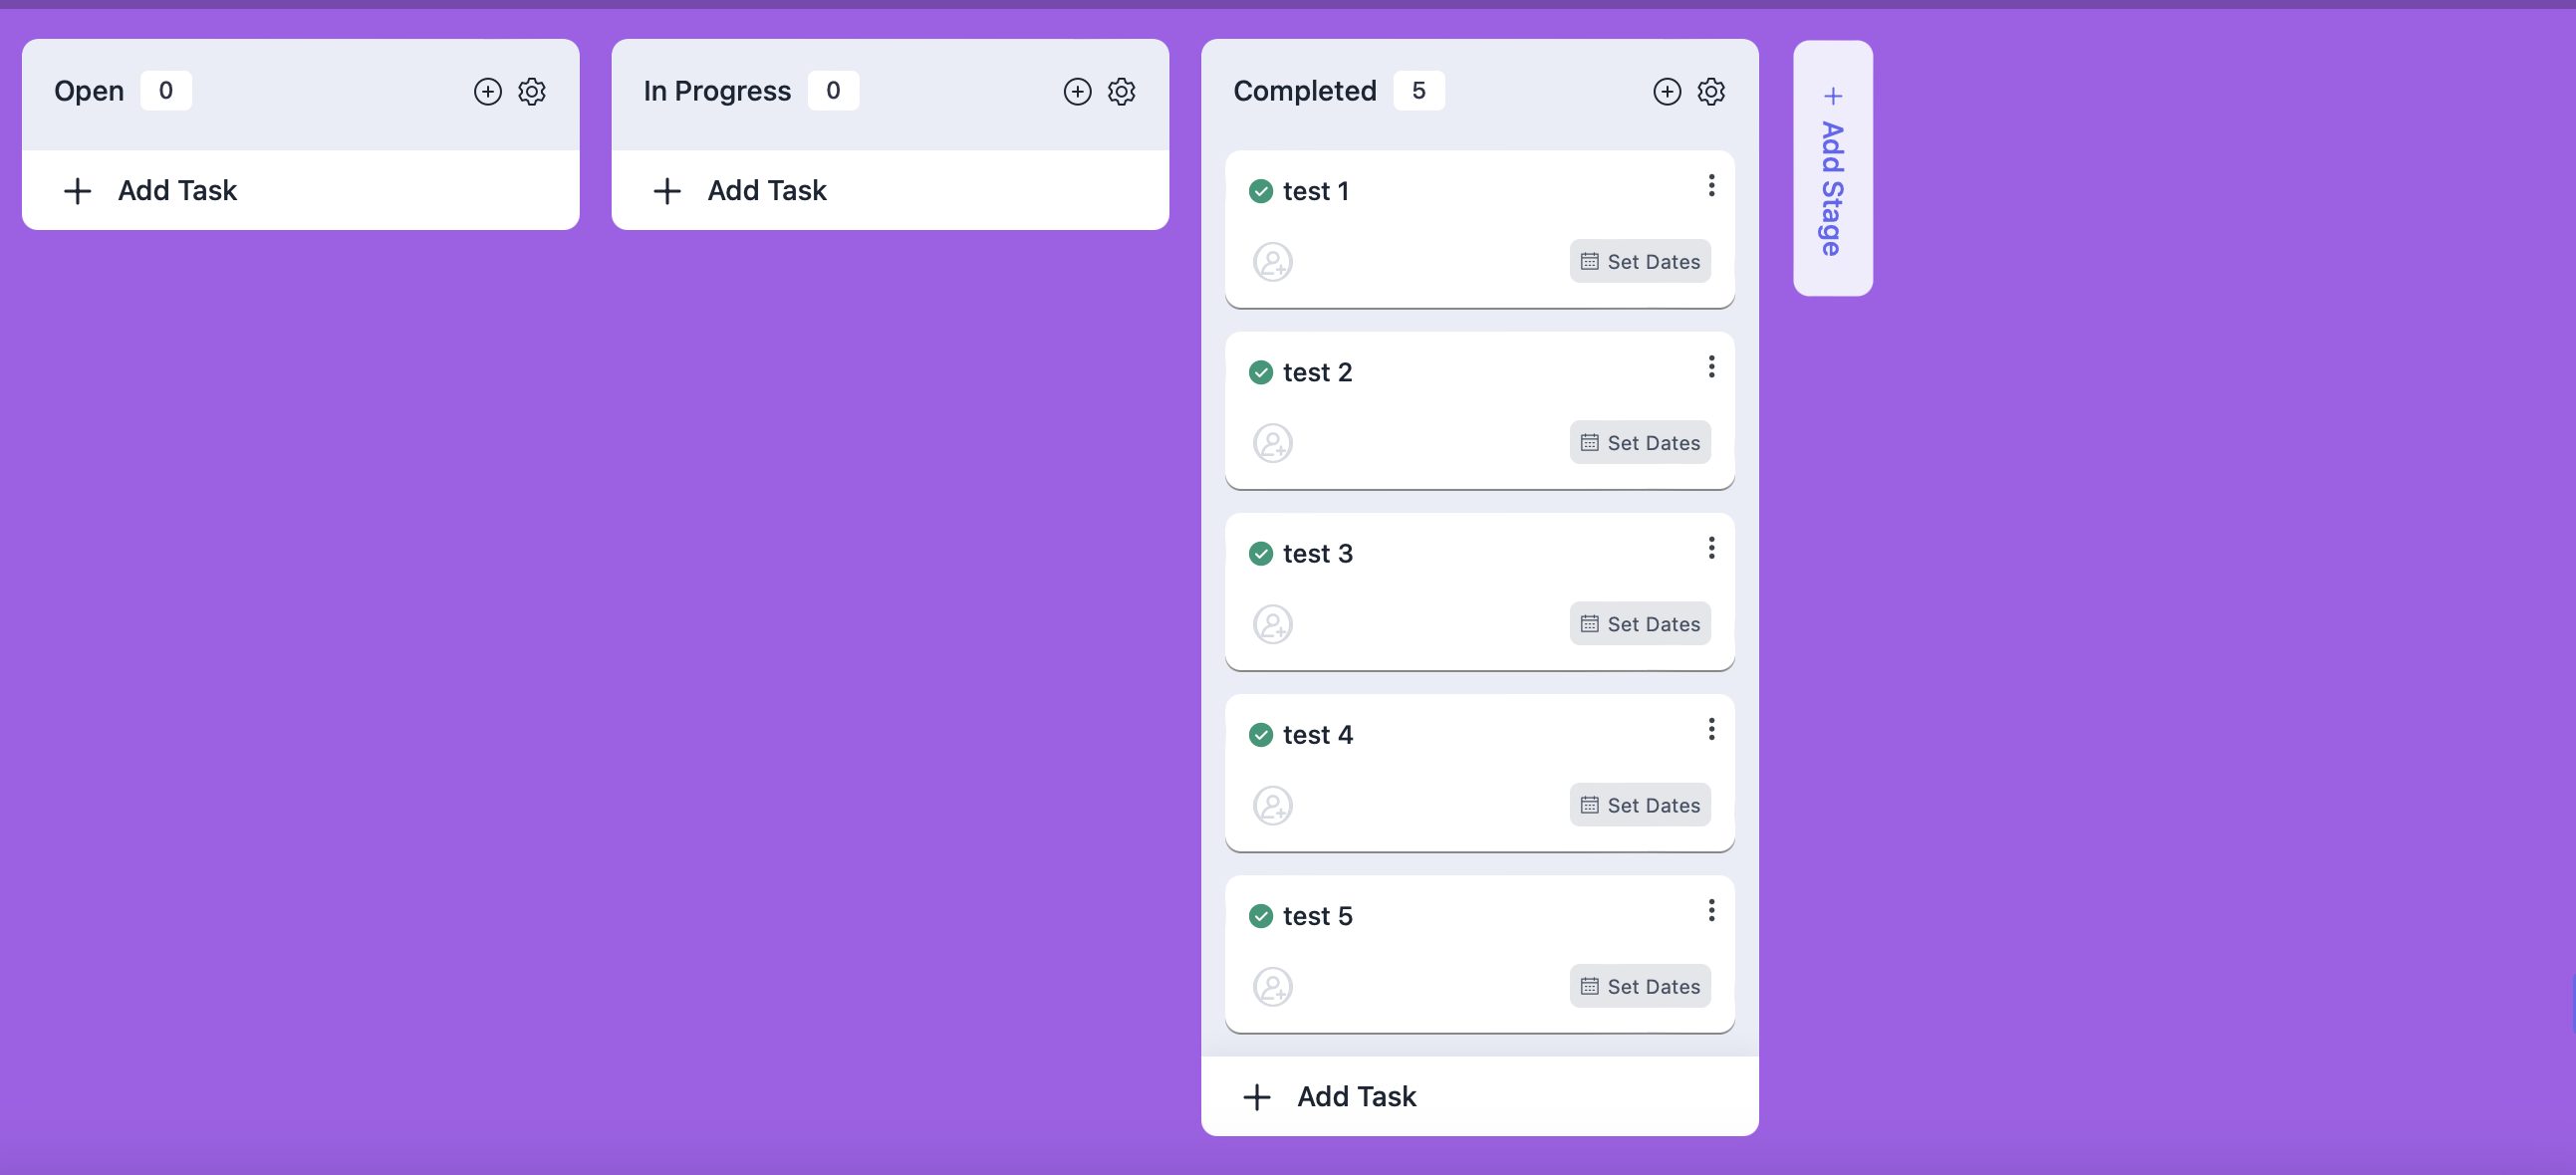 Open 0
Add Task
In Progress 0
Add Task
Completed 5
test 1
Set Dates
test 2
Set Dates
test 3
Set Dates
test 4
Set Dates
test 5
Set Dates
Add Task
+ Add Stage